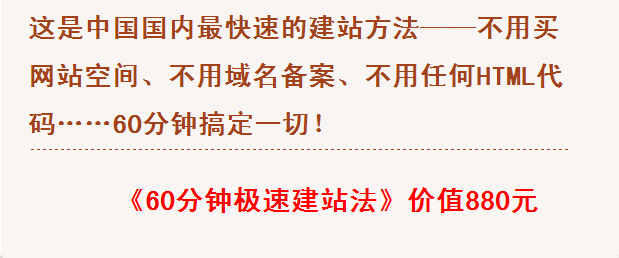 这是中国国内最快速的建站方法——不用买
网站空间、不用域名备案、不用任何HTML代
码……60分钟搞定一切！
《60分钟极速建站法》价值880元